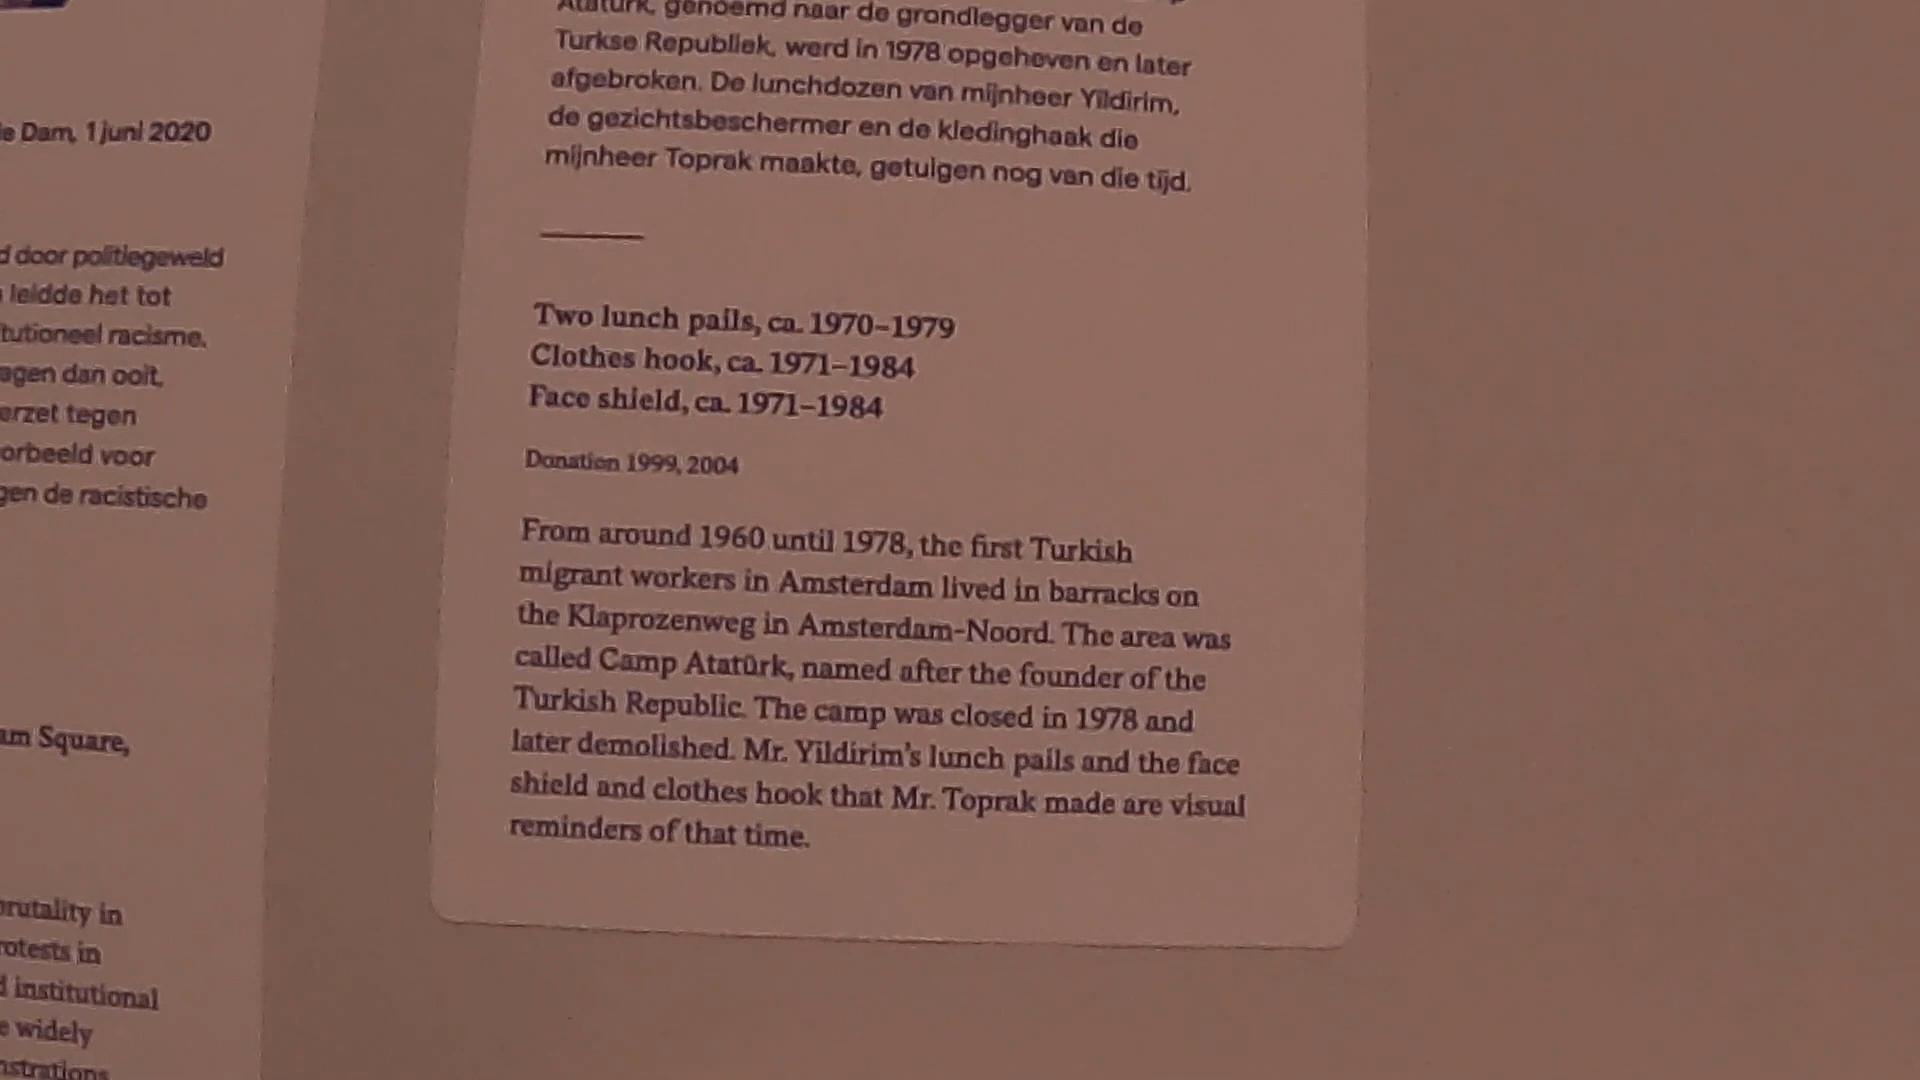 le Dam, 1 juni 2020
d door politiegeweld
leidde het tot
tutioneel racisme.
agen dan ooit,
erzet tegen
orbeeld voor
gen de racistische
am Square,
brutality in
rotests in
d institutional
e widely
nstrations
Atatürk, genoemd naar de grondlegger van de
Turkse Republiek, werd in 1978 opgeheven en later
afgebroken. De lunchdozen van mijnheer Yildirim,
de gezichtsbeschermer en de kledinghaak die
mijnheer Toprak maakte, getuigen nog van die tijd.
Two lunch pails, ca. 1970–1979
Clothes hook, ca. 1971–1984
Face shield, ca. 1971–1984
Donation 1999, 2004
From around 1960 until 1978, the first Turkish
migrant workers in Amsterdam lived in barracks on
the Klaprozenweg in Amsterdam-Noord. The area was
called Camp Atatürk, named after the founder of the
Turkish Republic. The camp was closed in 1978 and
later demolished. Mr. Yildirim's lunch pails and the face
shield and clothes hook that Mr. Toprak made are visual
reminders of that time.